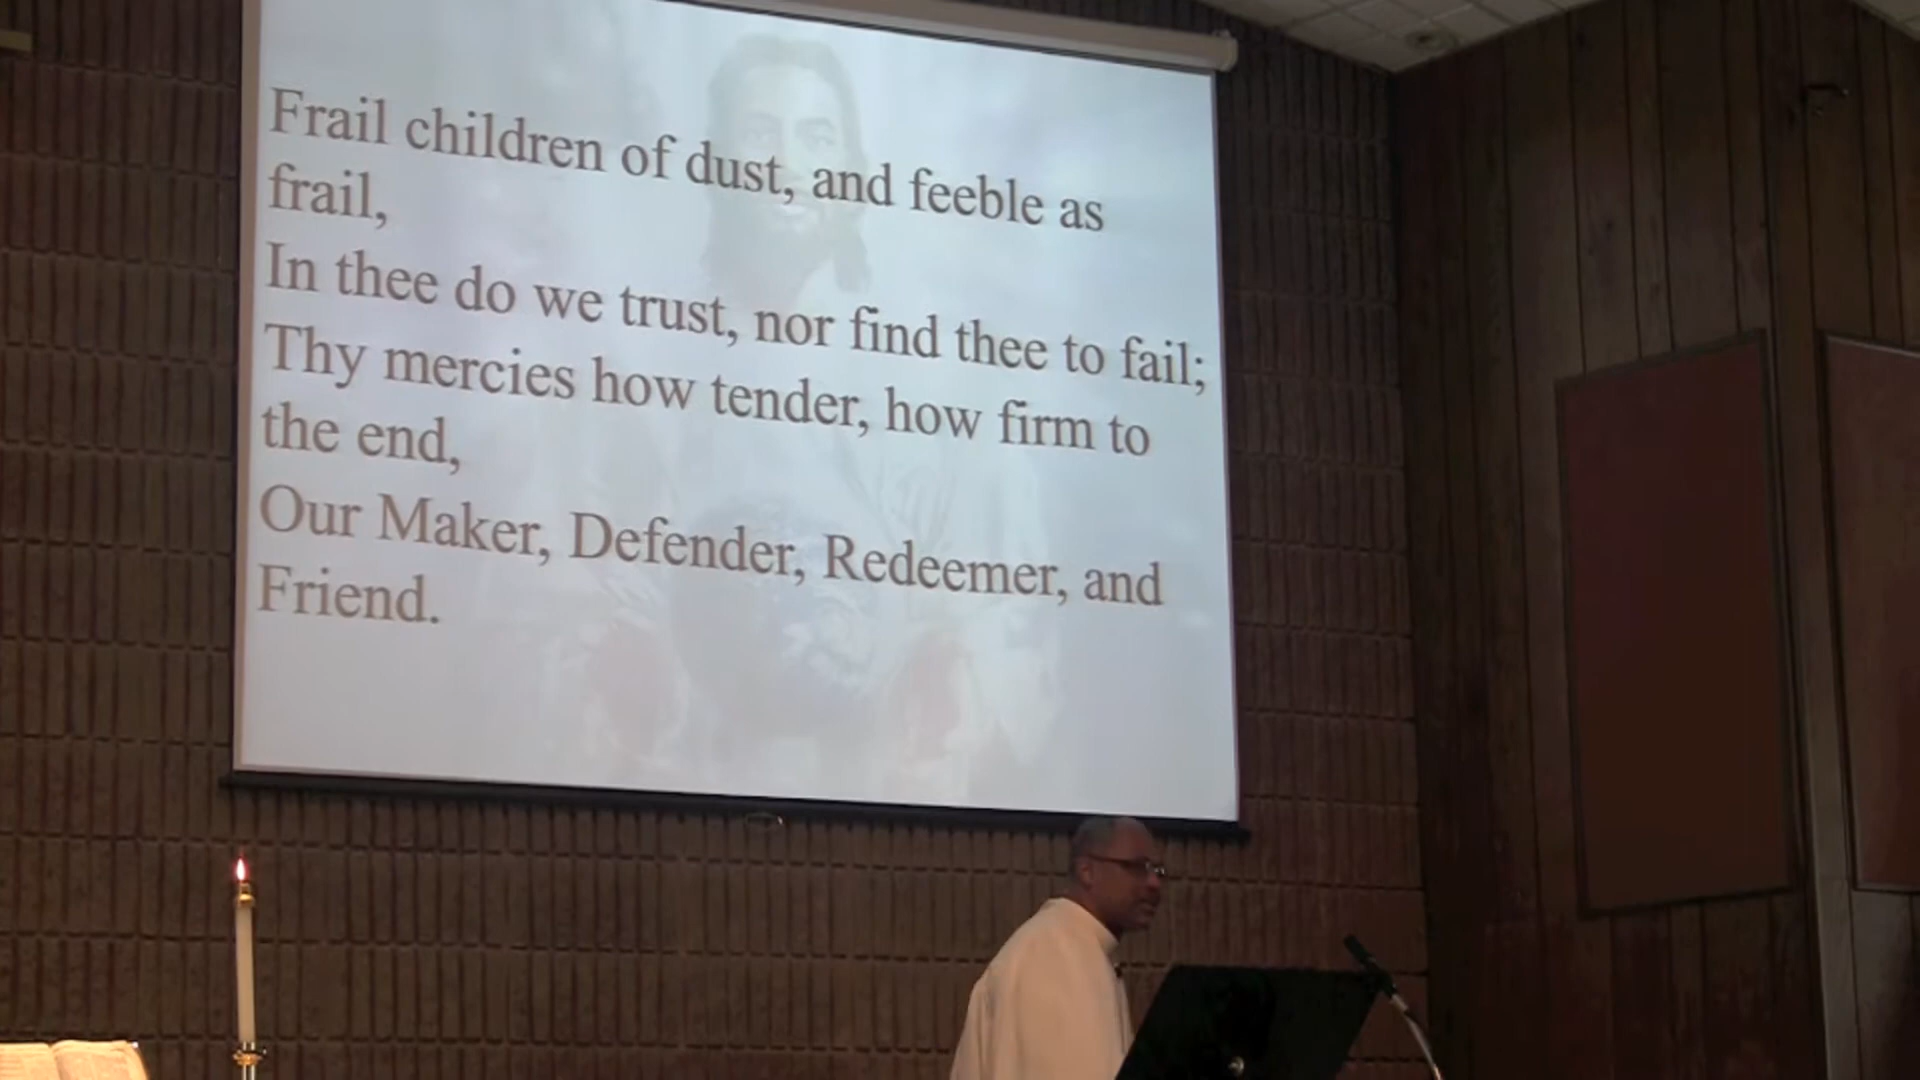 Frail children of dust, and feeble as
frail,
In thee do we trust, nor find thee to fail;
Thy mercies how tender, how firm to
the end,
Our Maker, Defender, Redeemer, and
Friend.